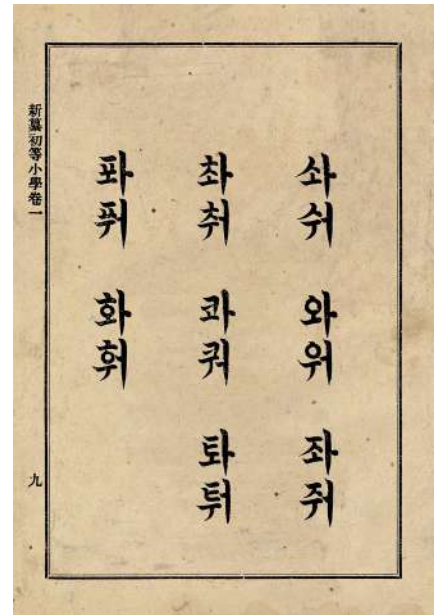 솨숴 와워 좌줘
촤춰 콰쿼 톼퉈
퐈풔 화훠
新纂初等小學卷一
九